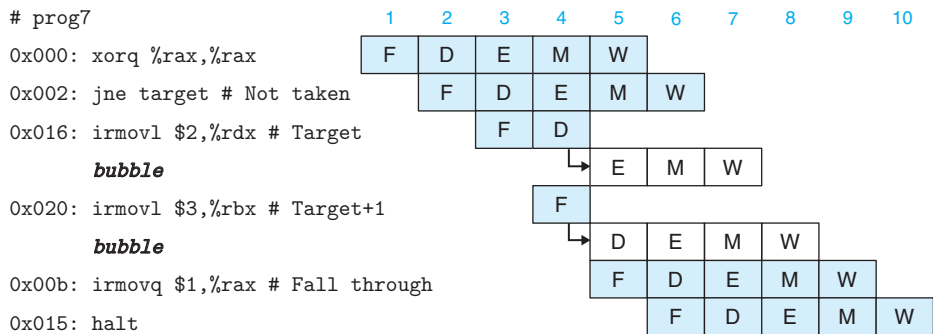 # prog7 1 2 3 4 5 6 7 8 9 10
0x000: xorq %rax,%rax F D E M W
0x002: jne target # Not taken F D E M W
0x016: irmovl $2,%rdx # Target F D
bubble E M W
0x020: irmovl $3,%rbx # Target+1 F
bubble D E M W
0x00b: irmovq $1,%rax # Fall through F D E M W
0x015: halt F D E M W